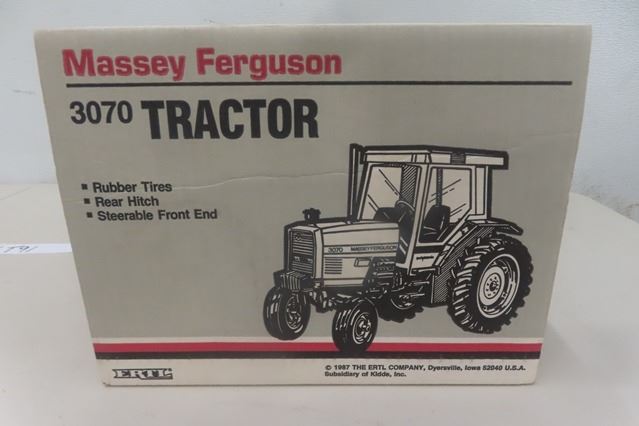 Massey Ferguson
3070 TRACTOR
▪ Rubber Tires
▪ Rear Hitch
▪ Steerable Front End
3070 MASSEY FERGUSON
ERTL
© 1987 THE ERTL COMPANY, Dyersville, Iowa 52040 U.S.A.
Subsidiary of Kidde, Inc.